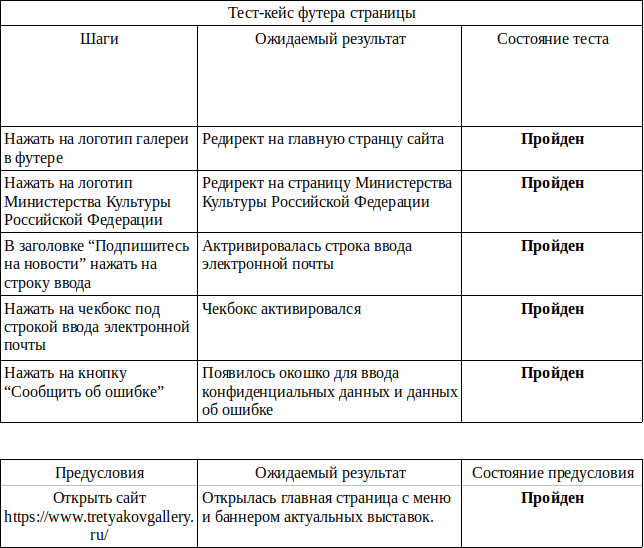 Тест-кейс футера страницы
Шаги Ожидаемый результат Состояние теста
Нажать на логотип галереи
в футере
Редирект на главную странцу сайта
Пройден
Нажать на логотип
Министерства Культуры
Российской Федерации
Редирект на страницу Министерства
Культуры Российской Федерации
Пройден
В заголовке “Подпишитесь
на новости” нажать на
строку ввода
Актривировалась строка ввода
электронной почты
Пройден
Нажать на чекбокс под
строкой ввода электронной
почты
Чекбокс активировался
Пройден
Нажать на кнопку
“Сообщить об ошибке”
Появилось окошко для ввода
конфиденциальных данных и данных
об ошибке
Пройден
Предусловия Ожидаемый результат Состояние предусловия
Открыть сайт
https://www.tretyakovgallery.
ru/
Открылась главная страница с меню
и баннером актуальных выставок.
Пройден